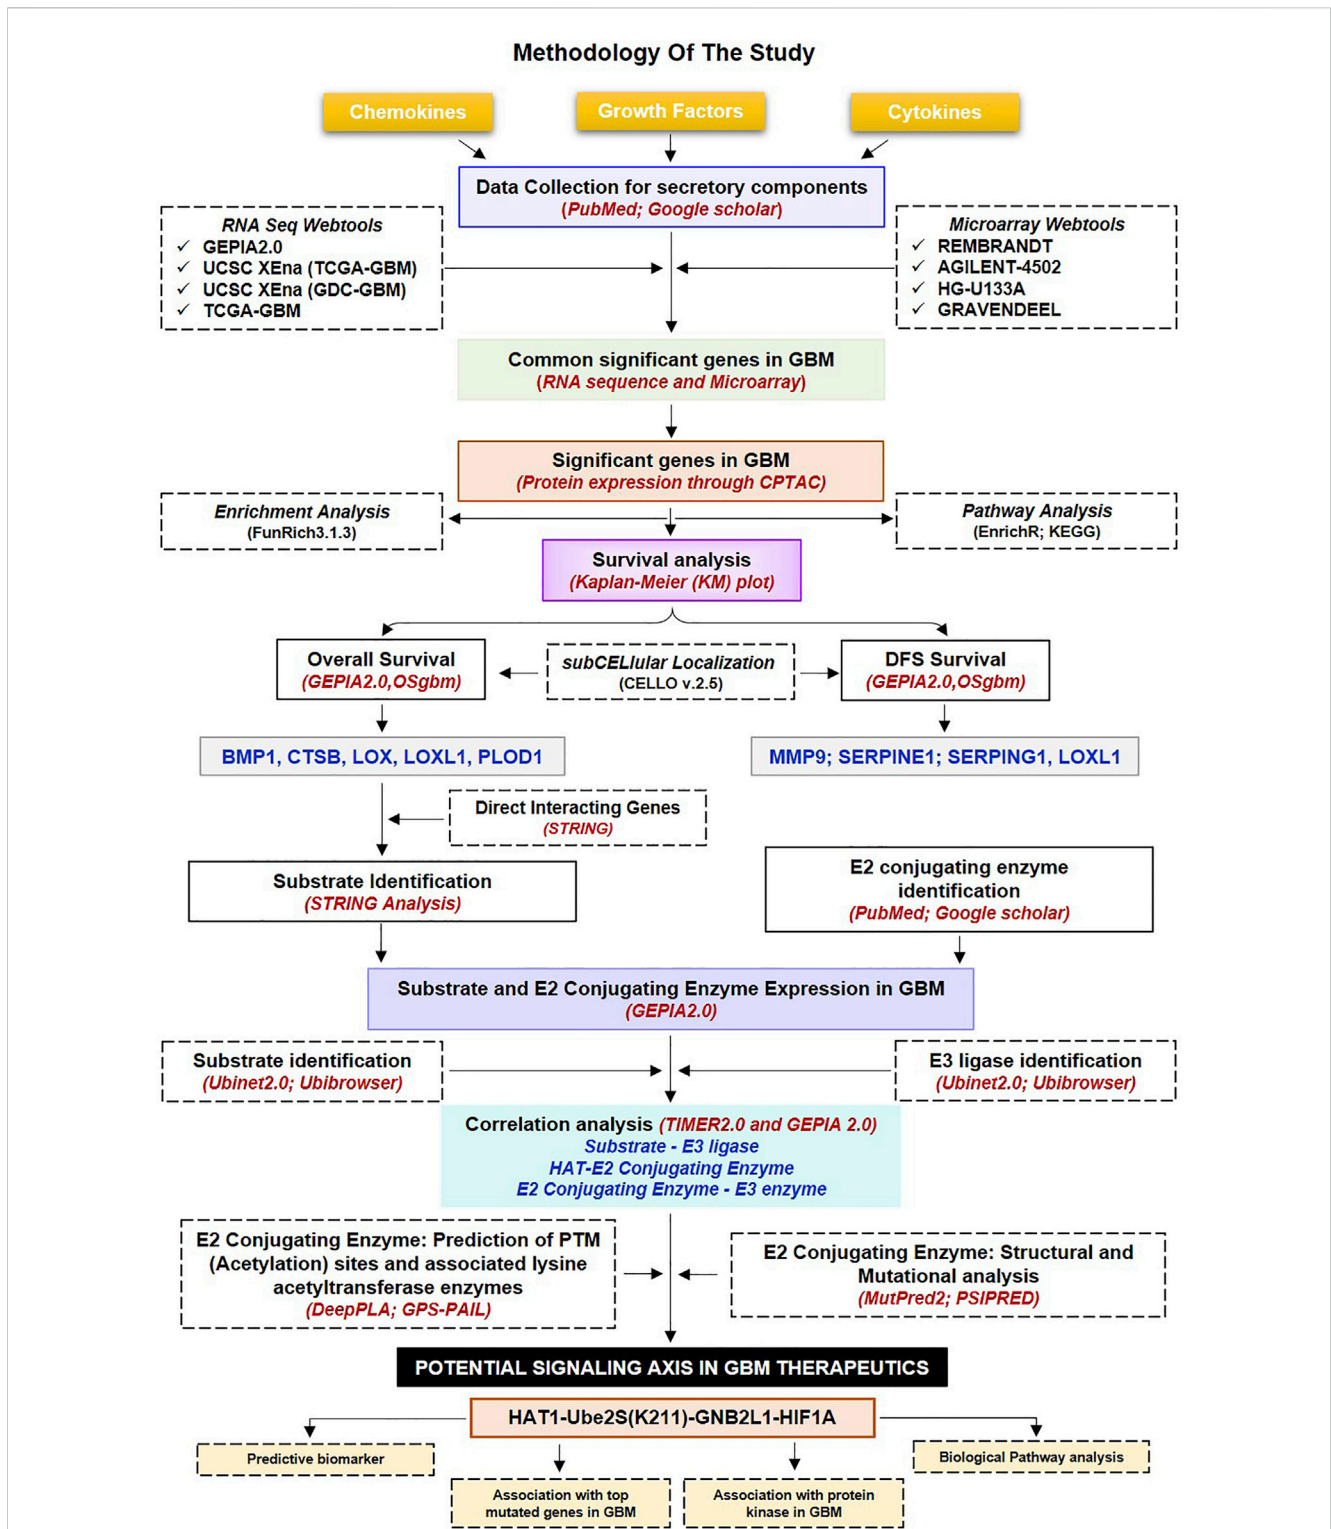 Methodology Of The Study
Chemokines
Growth Factors
Cytokines
Data Collection for secretory components
(PubMed; Google scholar)
RNA Seq Webtools
✓ GEPIA2.0
✓ UCSC XEna (TCGA-GBM)
✓ UCSC XEna (GDC-GBM)
✓ TCGA-GBM
Microarray Webtools
✓ REMBRANDT
✓ AGILENT-4502
✓ HG-U133A
✓ GRAVENDEEL
Common significant genes in GBM
(RNA sequence and Microarray)
Significant genes in GBM
(Protein expression through CPTAC)
Enrichment Analysis
(FunRich3.1.3)
Pathway Analysis
(EnrichR; KEGG)
Survival analysis
(Kaplan-Meier (KM) plot)
Overall Survival
(GEPIA2.0,OSgbm)
subCELlular Localization
(CELLO v.2.5)
DFS Survival
(GEPIA2.0,OSgbm)
BMP1, CTSB, LOX, LOXL1, PLOD1
MMP9; SERPINE1; SERPING1, LOXL1
Direct Interacting Genes
(STRING)
Substrate Identification
(STRING Analysis)
E2 conjugating enzyme
identification
(PubMed; Google scholar)
Substrate and E2 Conjugating Enzyme Expression in GBM
(GEPIA2.0)
Substrate identification
(Ubinet2.0; Ubibrowser)
E3 ligase identification
(Ubinet2.0; Ubibrowser)
Correlation analysis (TIMER2.0 and GEPIA 2.0)
Substrate - E3 ligase
HAT-E2 Conjugating Enzyme
E2 Conjugating Enzyme - E3 enzyme
E2 Conjugating Enzyme: Prediction of PTM
(Acetylation) sites and associated lysine
acetyltransferase enzymes
(DeepPLA; GPS-PAIL)
E2 Conjugating Enzyme: Structural and
Mutational analysis
(MutPred2; PSIPRED)
POTENTIAL SIGNALING AXIS IN GBM THERAPEUTICS
HAT1-Ube2S(K211)-GNB2L1-HIF1A
Predictive biomarker
Association with top
mutated genes in GBM
Association with protein
kinase in GBM
Biological Pathway analysis